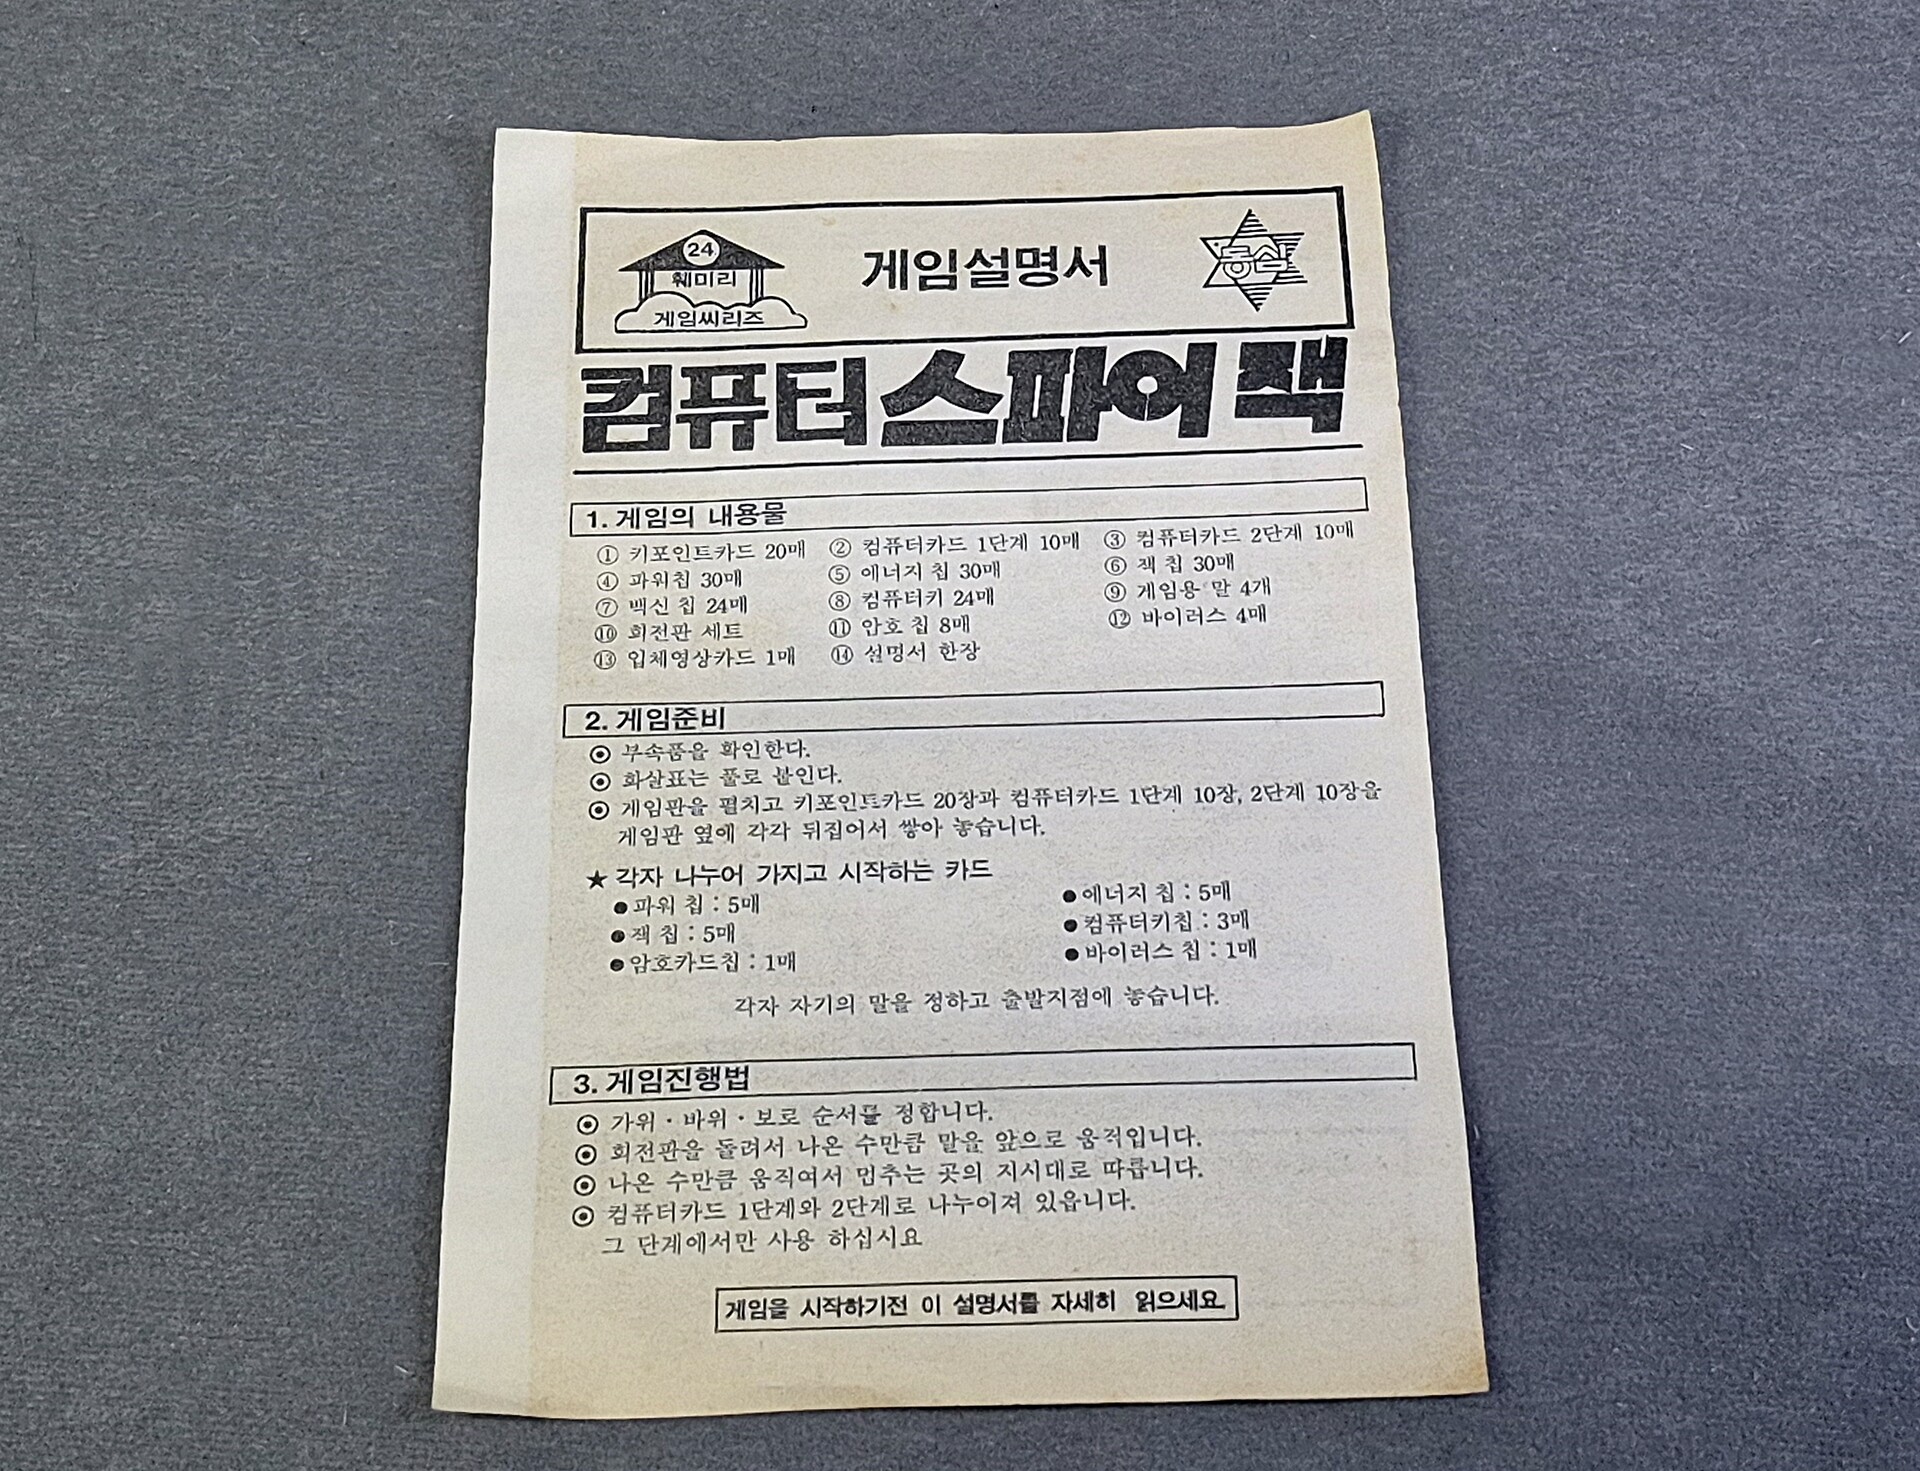 24
훼미리
게임씨리즈
게임설명서
동심
컴퓨터 스파이 잭
1. 게임의 내용물
① 키포인트카드 20매 ② 컴퓨터카드 1단계 10매 ③ 컴퓨터카드 2단계 10매
④ 파워칩 30매 ⑤ 에너지 칩 30매 ⑥ 잭 칩 30매
⑦ 백신 칩 24매 ⑧ 컴퓨터키 24매 ⑨ 게임용 말 4개
⑩ 회전판 세트 ⑪ 암호 칩 8매 ⑫ 바이러스 4매
⑬ 입체영상카드 1매 ⑭ 설명서 한장
2. 게임준비
⊙ 부속품을 확인한다.
⊙ 화살표는 풀로 붙인다.
⊙ 게임판을 펼치고 키포인트카드 20장과 컴퓨터카드 1단계 10장, 2단계 10장을
게임판 옆에 각각 뒤집어서 쌓아 놓습니다.
★ 각자 나누어 가지고 시작하는 카드
● 파워 칩 : 5매 ● 에너지 칩 : 5매
● 잭 칩 : 5매 ● 컴퓨터키칩 : 3매
● 암호카드칩 : 1매 ● 바이러스 칩 : 1매
각자 자기의 말을 정하고 출발지점에 놓습니다.
3. 게임진행법
⊙ 가위·바위·보로 순서를 정합니다.
⊙ 회전판을 돌려서 나온 수만큼 말을 앞으로 움직입니다.
⊙ 나온 수만큼 움직여서 멈추는 곳의 지시대로 따릅니다.
⊙ 컴퓨터카드 1단계와 2단계로 나누어져 있읍니다.
그 단계에서만 사용 하십시요
게임을 시작하기전 이 설명서를 자세히 읽으세요.